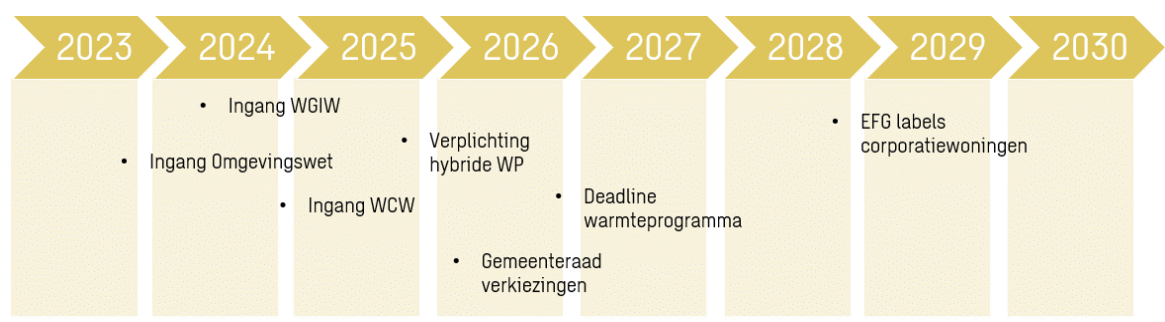 2023 2024 2025 2026 2027 2028 2029 2030
• Ingang WGIW
• Ingang Omgevingswet
• Ingang WCW
• Verplichting
hybride WP
• Gemeenteraad
verkiezingen
• Deadline
warmteprogramma
• EFG labels
corporatiewoningen